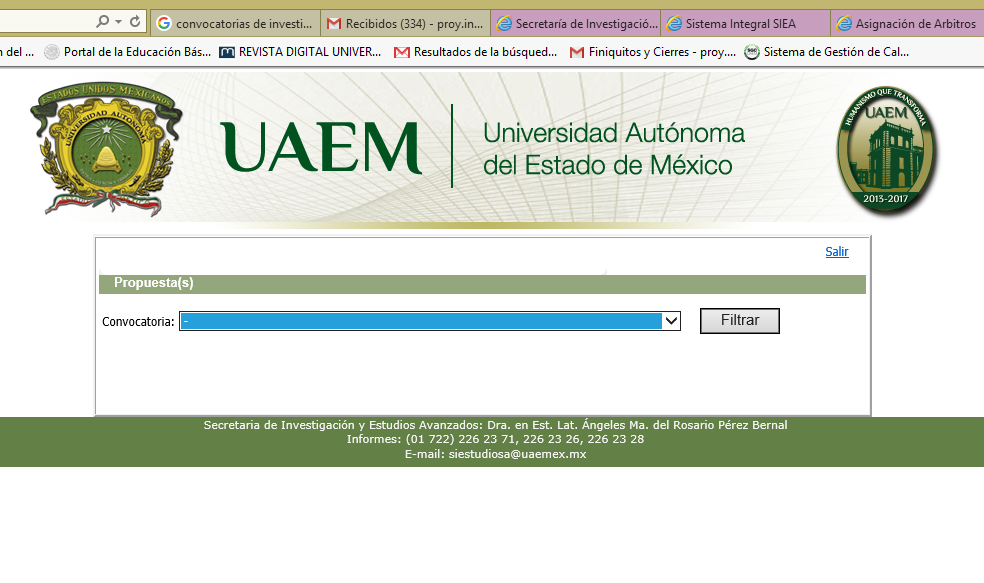 convocatorias de investi...
Recibidos (334) - proy.in...
Secretaría de Investigació...
Sistema Integral SIEA
Asignación de Arbitros
n del ...
Portal de la Educación Bás...
REVISTA DIGITAL UNIVER...
Resultados de la búsqued...
Finiquitos y Cierres - proy....
Sistema de Gestión de Cal...
ESTADOS UNIDOS MEXICANOS
UNIVERSIDAD AUTÓNOMA
UAEM
Universidad Autónoma
del Estado de México
HUMANISMO QUE TRANSFORMA
UAEM
2013-2017
Salir
Propuesta(s)
Convocatoria:
-
Filtrar
Secretaria de Investigación y Estudios Avanzados: Dra. en Est. Lat. Ángeles Ma. del Rosario Pérez Bernal
Informes: (01 722) 226 23 71, 226 23 26, 226 23 28
E-mail: siestudiosa@uaemex.mx